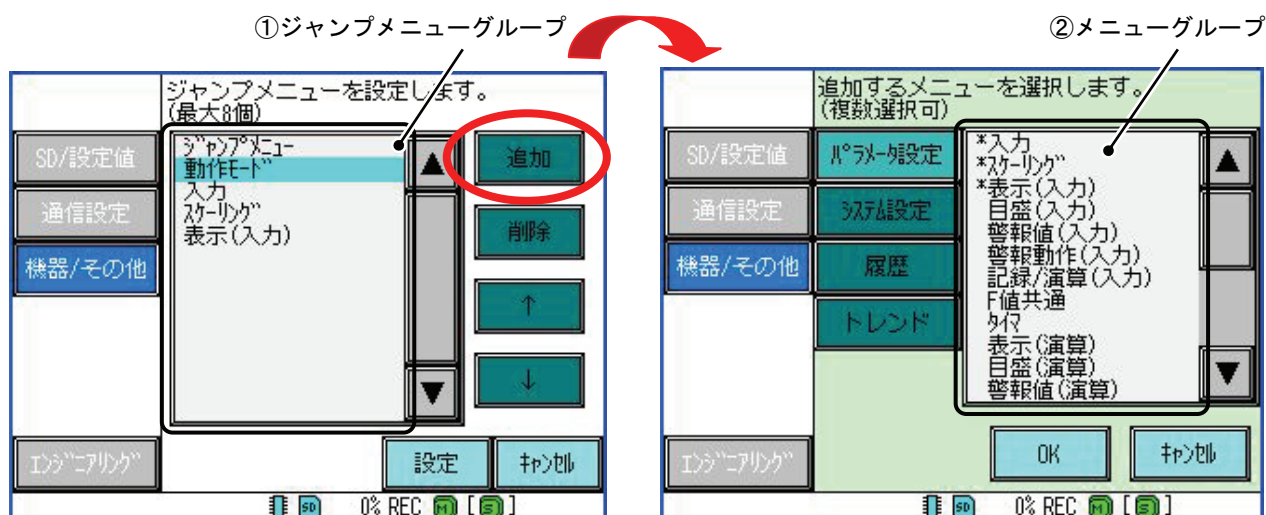 ①ジャンプメニューグループ
②メニューグループ
ジャンプメニューを設定します。
(最大8個)
SD/設定値
通信設定
機器/その他
エンジニアリング
ジャンプメニュー
動作モード
入力
スケーリング
表示(入力)
▲
▼
追加
削除
↑
↓
設定
キャンセル
SD 0% REC M [S]
追加するメニューを選択します。
(複数選択可)
SD/設定値
通信設定
機器/その他
エンジニアリング
パラメータ設定
システム設定
履歴
トレンド
*入力
*スケーリング
*表示(入力)
目盛(入力)
警報値(入力)
警報動作(入力)
記録/演算(入力)
F値共通
タイマ
表示(演算)
目盛(演算)
警報値(演算)
▲
▼
OK
キャンセル
SD 0% REC M [S]